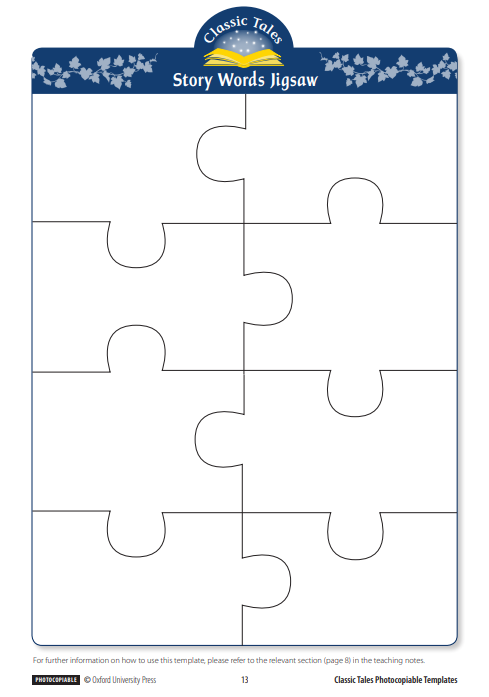 Classic Tales
Story Words Jigsaw
For further information on how to use this template, please refer to the relevant section (page 8) in the teaching notes.
PHOTOCOPIABLE © Oxford University Press 13 Classic Tales Photocopiable Templates